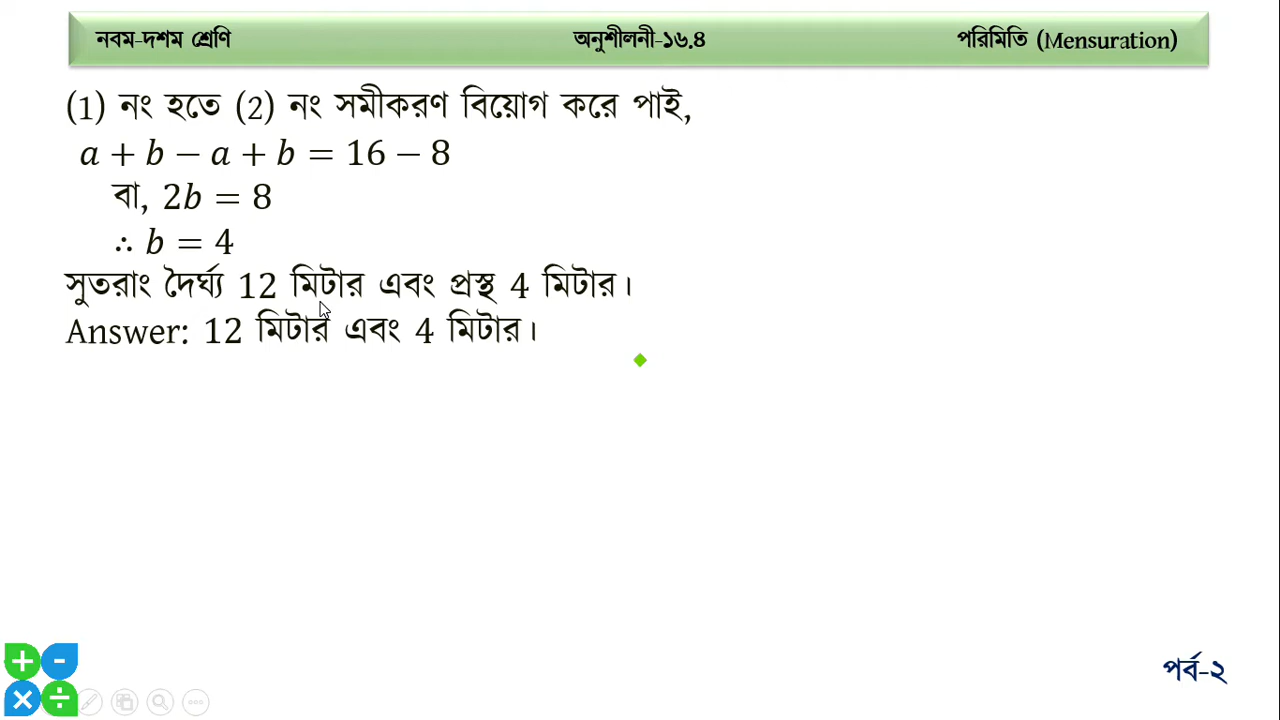 নবম-দশম শ্রেণি অনুশীলনী-১৬.৪ পরিমিতি (Mensuration)
(1) নং হতে (2) নং সমীকরণ বিয়োগ করে পাই,
a + b − a + b = 16 − 8
বা, 2b = 8
∴ b = 4
সুতরাং দৈর্ঘ্য 12 মিটার এবং প্রস্থ 4 মিটার।
Answer: 12 মিটার এবং 4 মিটার।
পর্ব-২